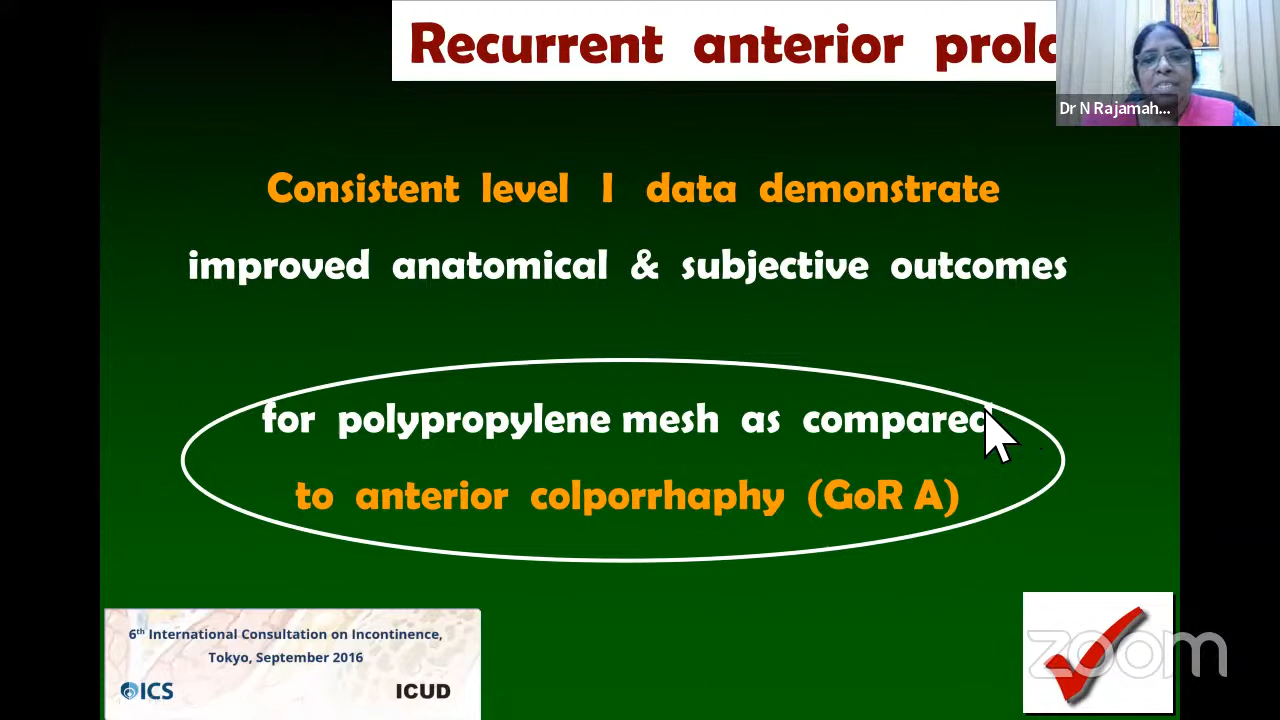 Recurrent anterior
Dr N Rajamah...
Consistent level I data demonstrate
improved anatomical & subjective outcomes
for polypropylene mesh as compared
to anterior colporrhaphy (GoR A)
6th International Consultation on Incontinence,
Tokyo, September 2016
ICS
ICUD
zoom